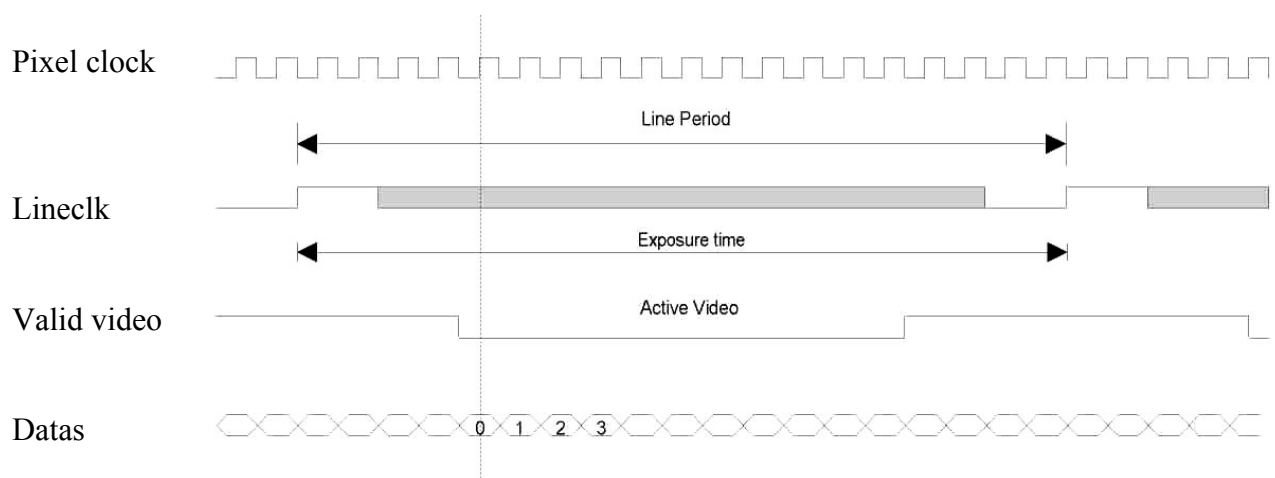 Pixel clock
Line Period
Lineclk
Exposure time
Valid video
Active Video
Datas
0 1 2 3